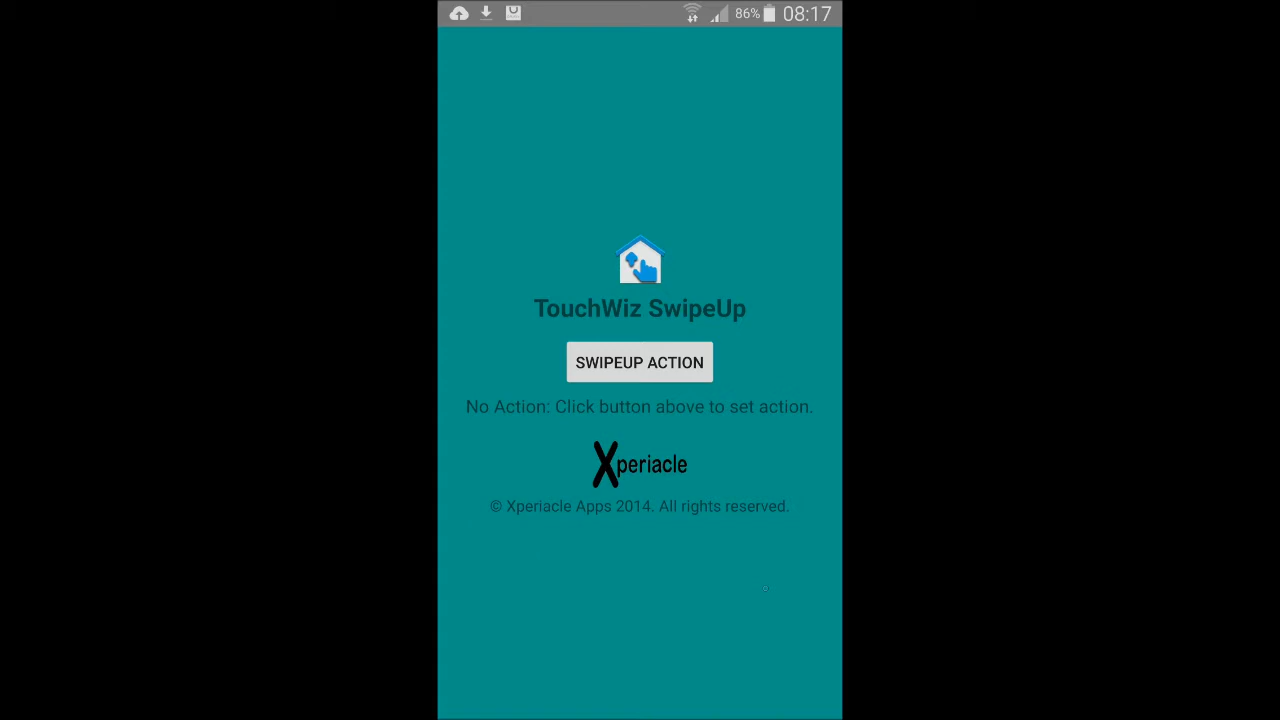 86% 08:17
TouchWiz SwipeUp
SWIPEUP ACTION
No Action: Click button above to set action.
Xperiacle
© Xperiacle Apps 2014. All rights reserved.